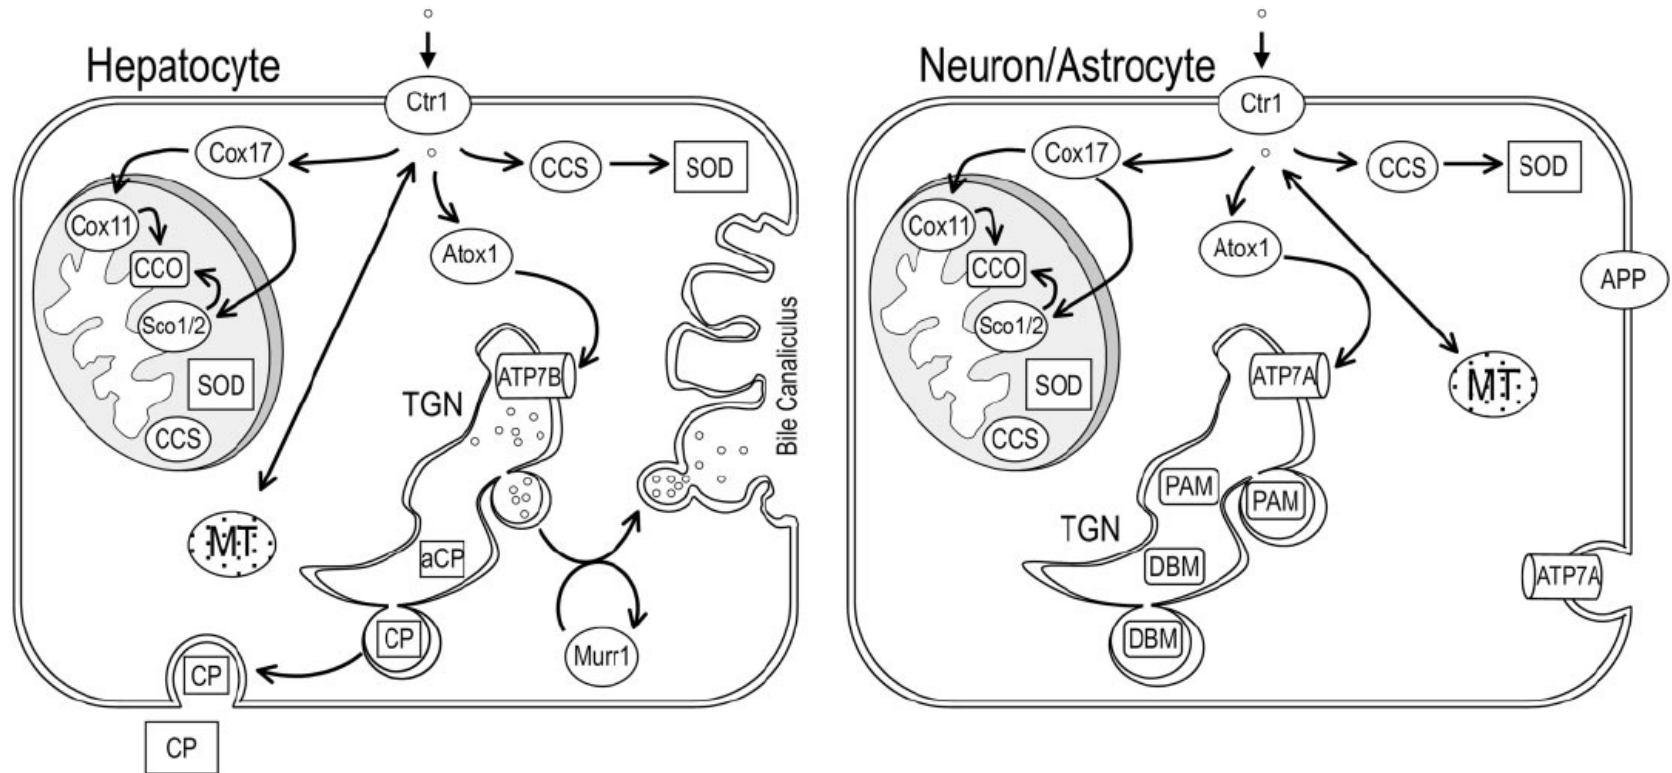 Hepatocyte
Ctr1
Cox17
CCS
SOD
Cox11
Atox1
CCO
Sco1/2
ATP7B
SOD
TGN
CCS
Bile Canaliculus
MT
aCP
CP
Murr1
CP
CP
Neuron/Astrocyte
Ctr1
Cox17
CCS
SOD
Cox11
Atox1
CCO
APP
Sco1/2
ATP7A
SOD
MT
CCS
PAM
PAM
TGN
DBM
ATP7A
DBM